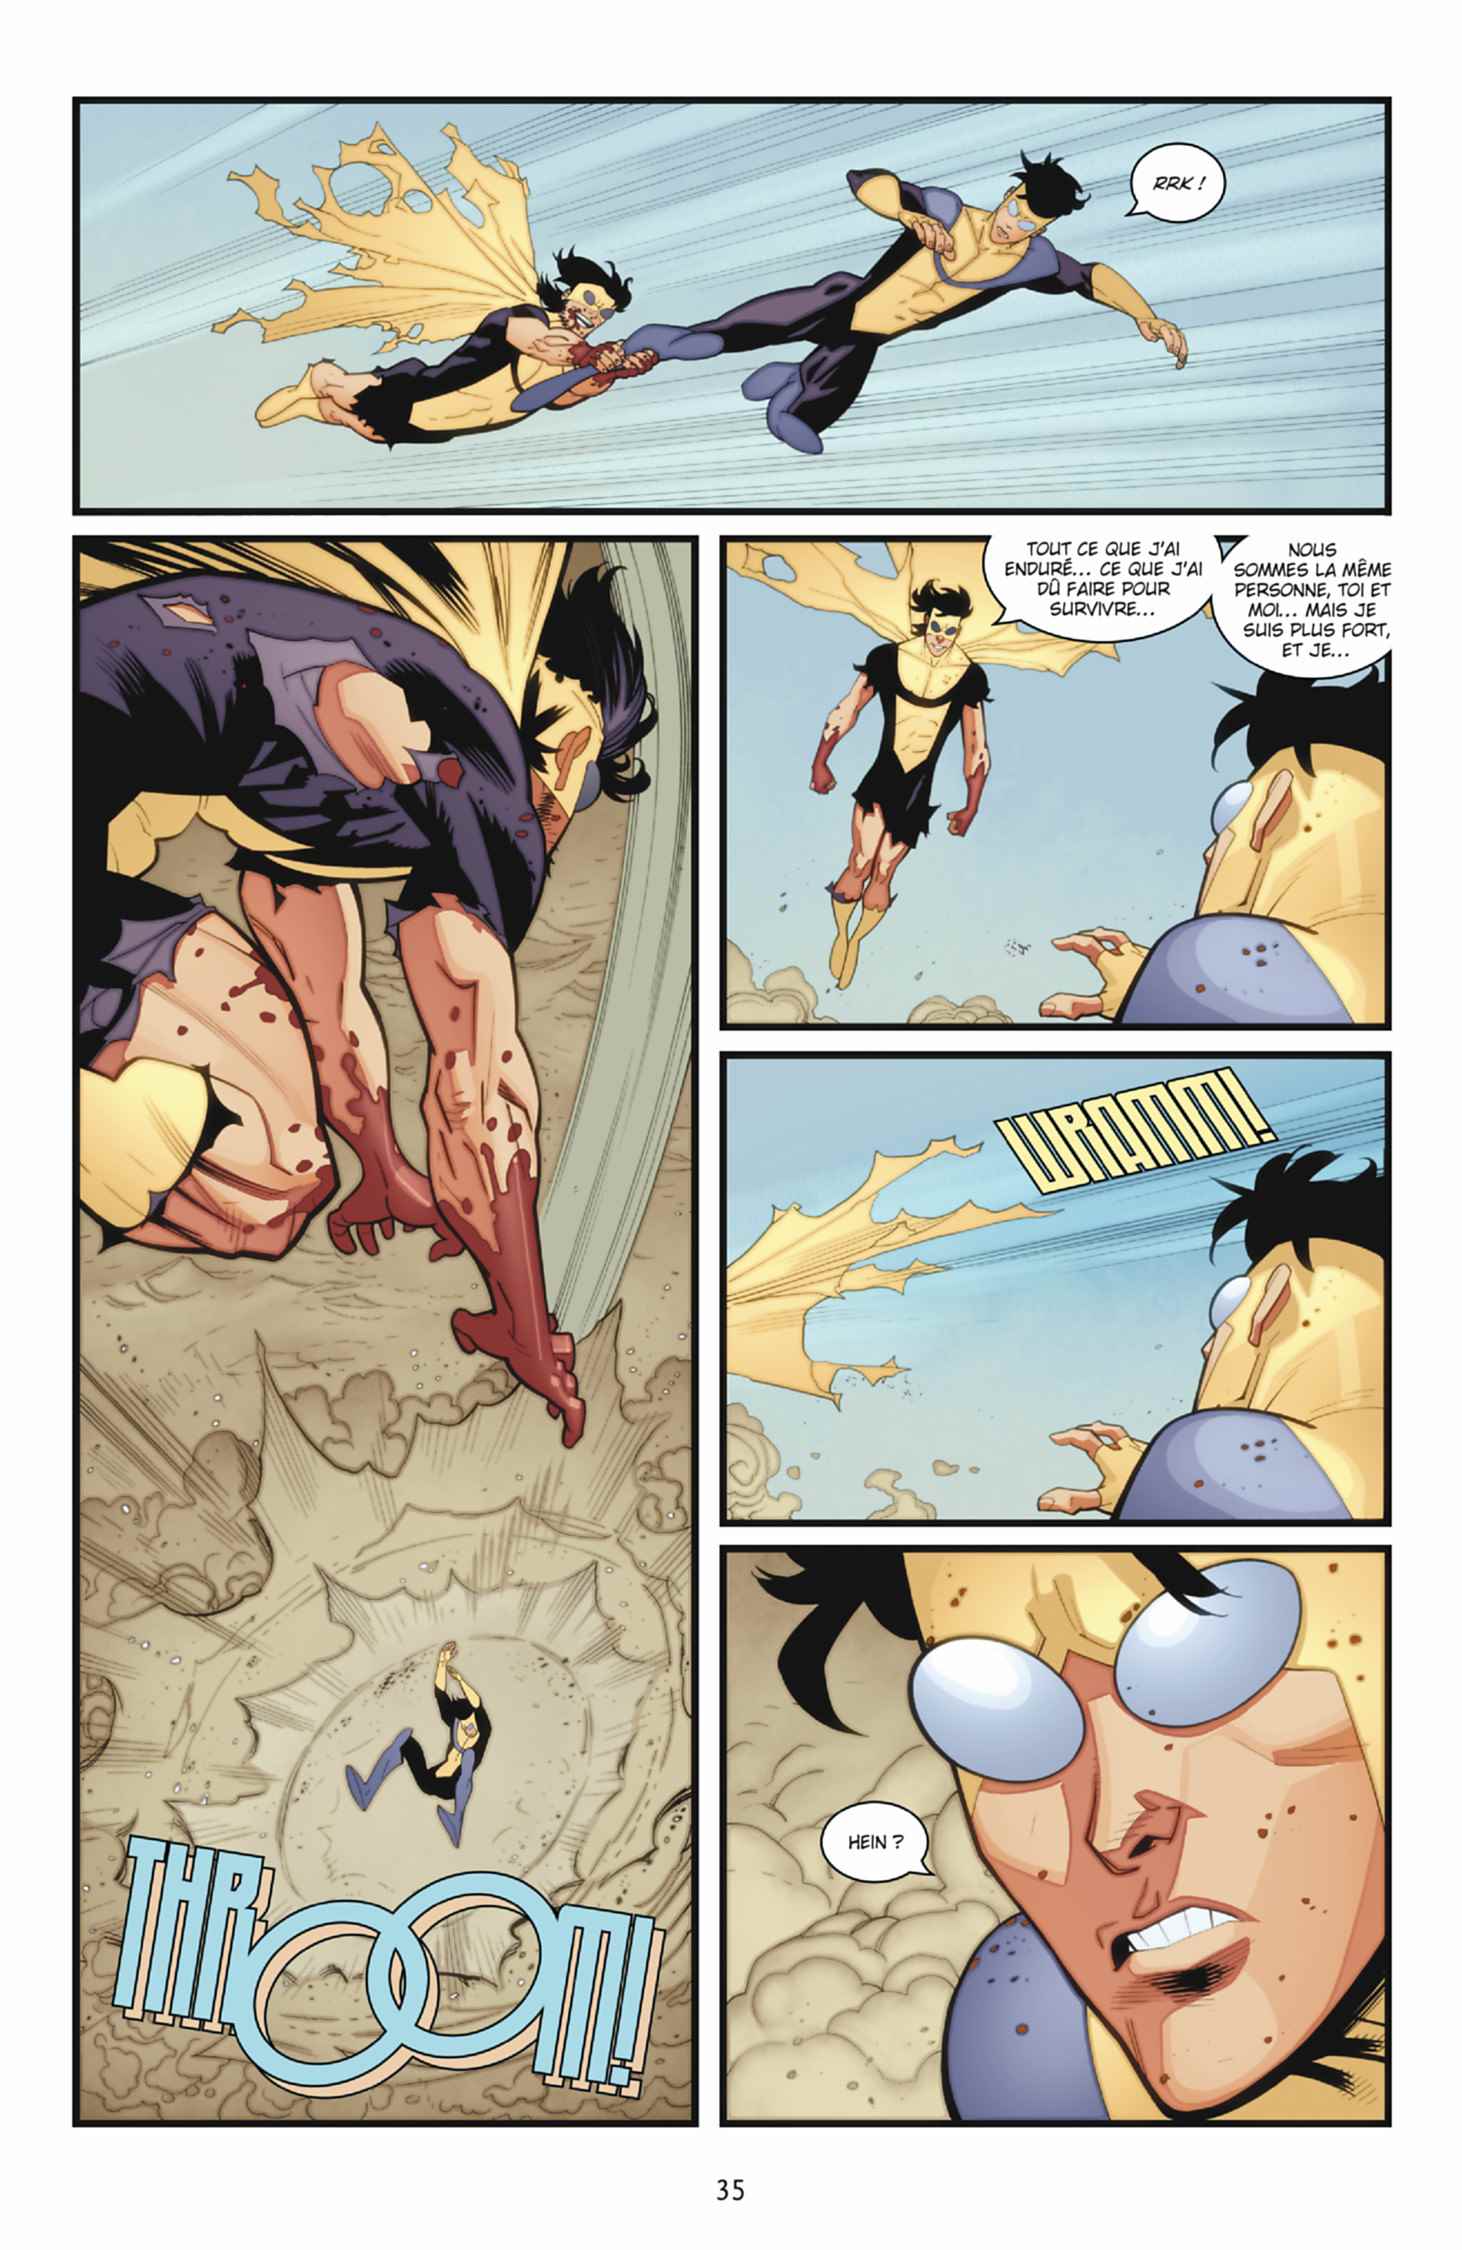 RRK !
THROOM!
TOUT CE QUE J'AI
ENDURÉ... CE QUE J'AI
DÛ FAIRE POUR
SURVIVRE...
NOUS
SOMMES LA MÊME
PERSONNE, TOI ET
MOI... MAIS JE
SUIS PLUS FORT,
ET JE...
WRAMM!
HEIN ?
35